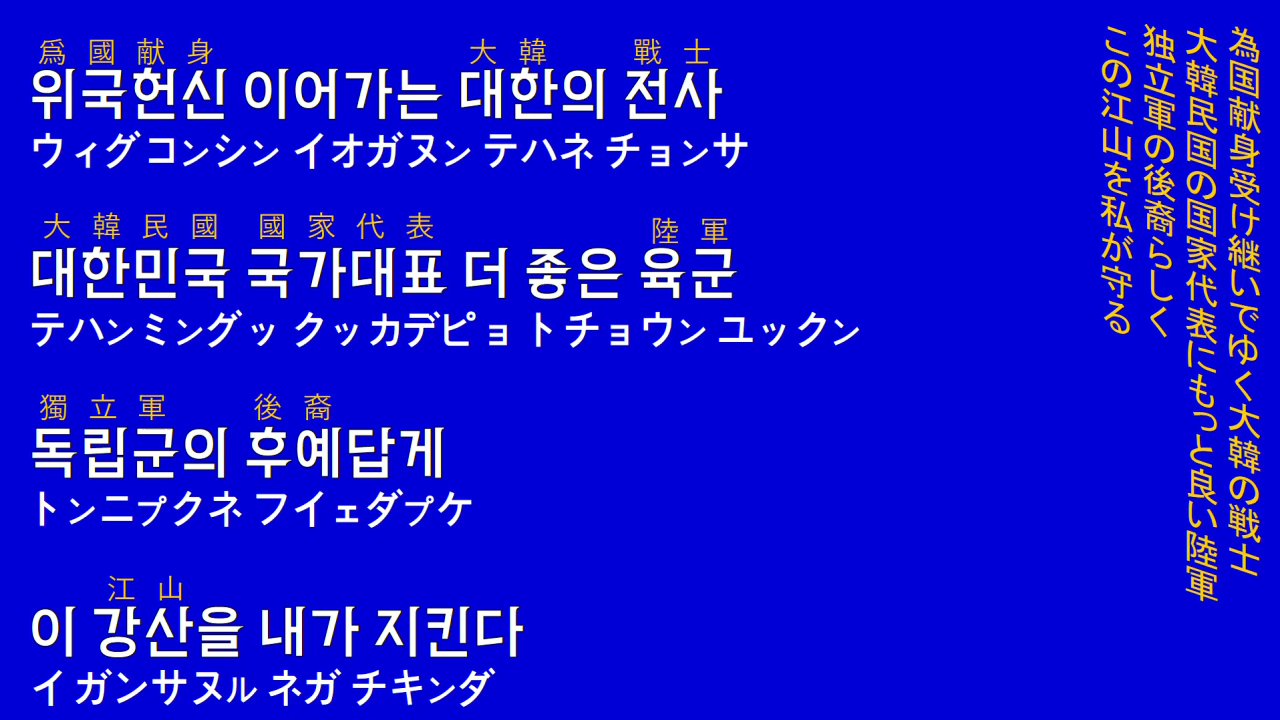 爲國献身 大韓 戰士
위국헌신 이어가는 대한의 전사
ウィグコンシン イオガヌン テハネ チョンサ
大韓民國 國家代表 陸軍
대한민국 국가대표 더 좋은 육군
テハンミングッ クッカデピョ トチョウン ユックン
獨立軍 後裔
독립군의 후예답게
トンニプクネ フイェダプケ
江山
이 강산을 내가 지킨다
イガンサヌル ネガ チキンダ
為国献身受け継いでゆく大韓の戦士
大韓民国の国家代表にもっと良い陸軍
独立軍の後裔らしく
この江山を私が守る